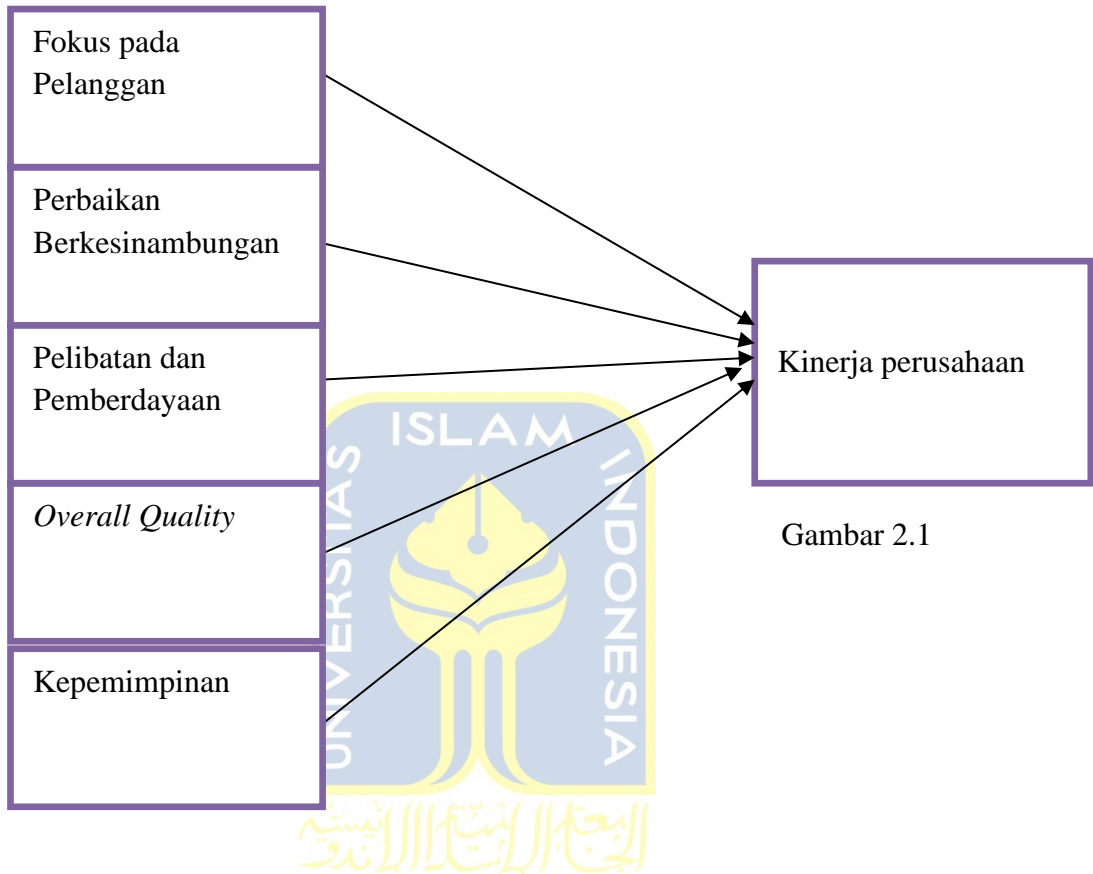 Fokus pada
Pelanggan
Perbaikan
Berkesinambungan
Pelibatan dan
Pemberdayaan
Overall Quality
Kepemimpinan
Kinerja perusahaan
Gambar 2.1
UNIVERSITAS
ISLAM
INDONESIA